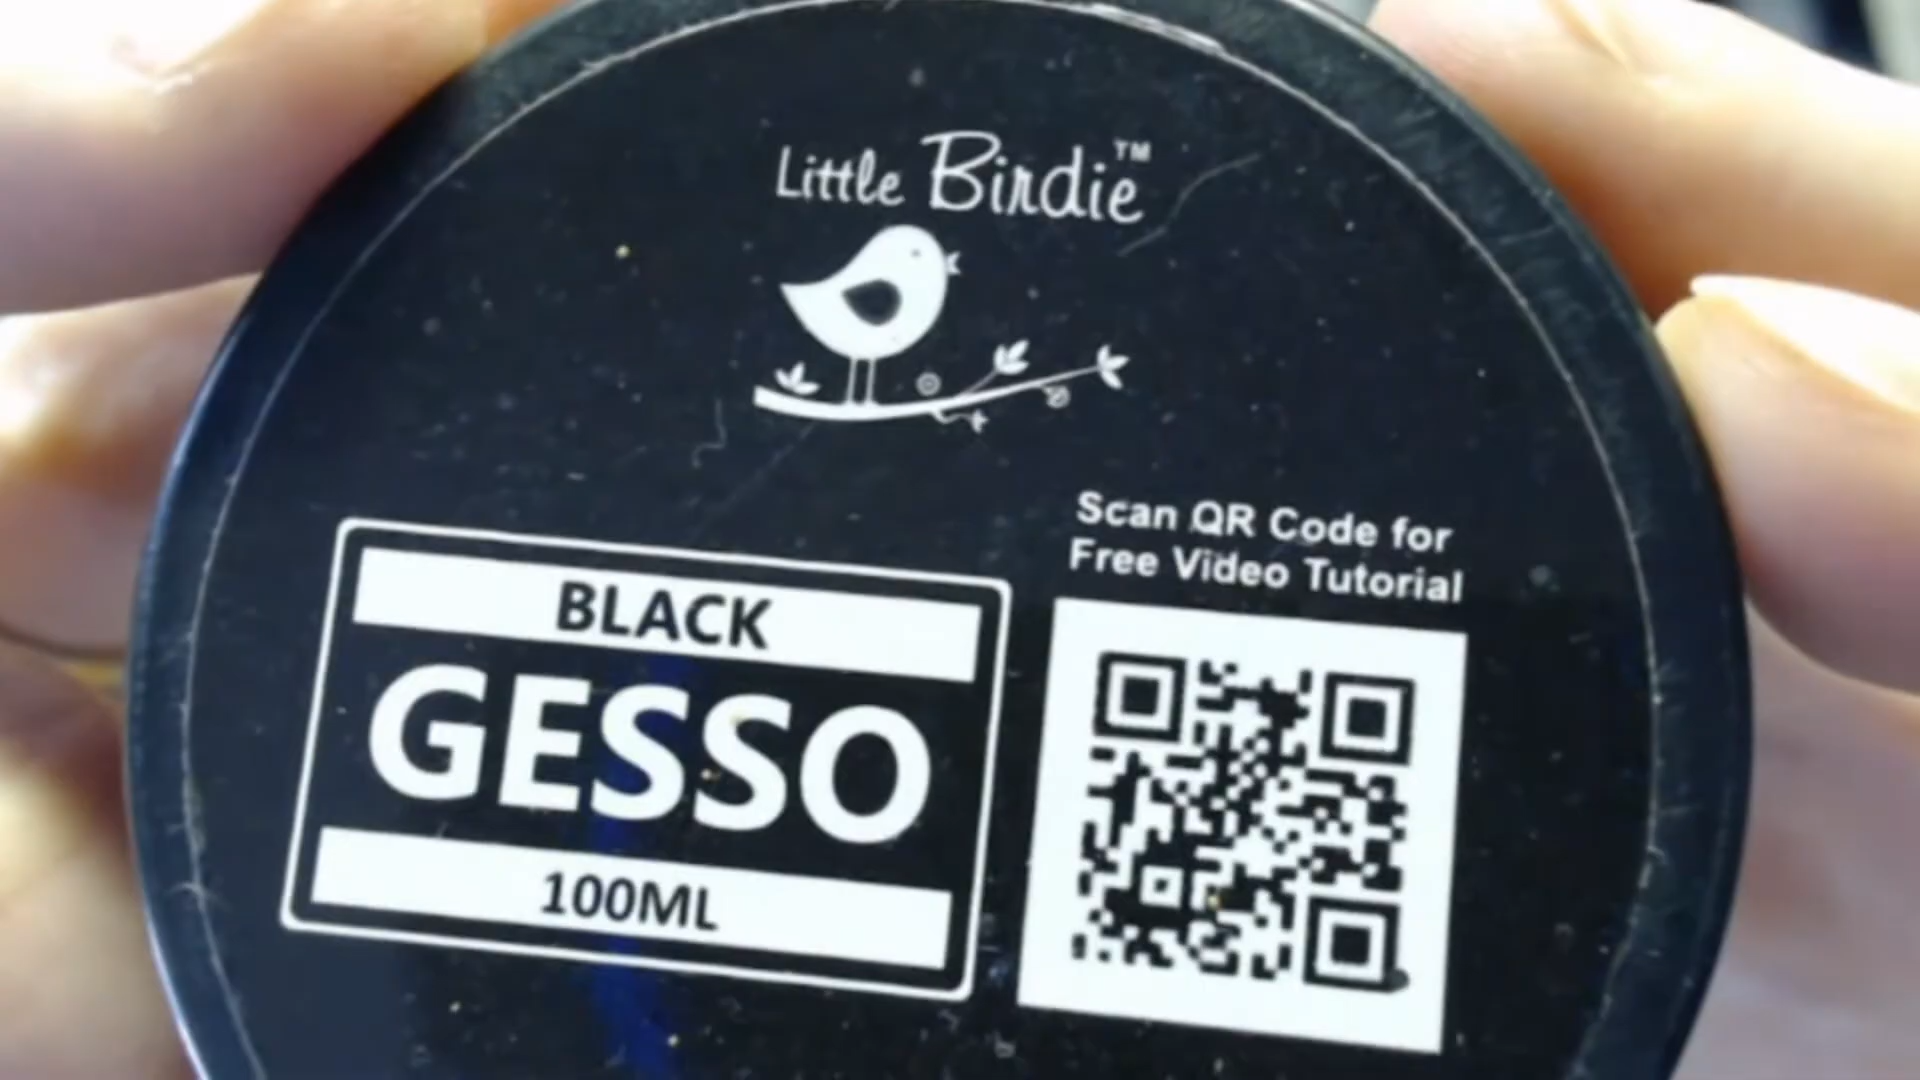 Little Birdie™
Scan QR Code for
Free Video Tutorial
BLACK
GESSO
100ML